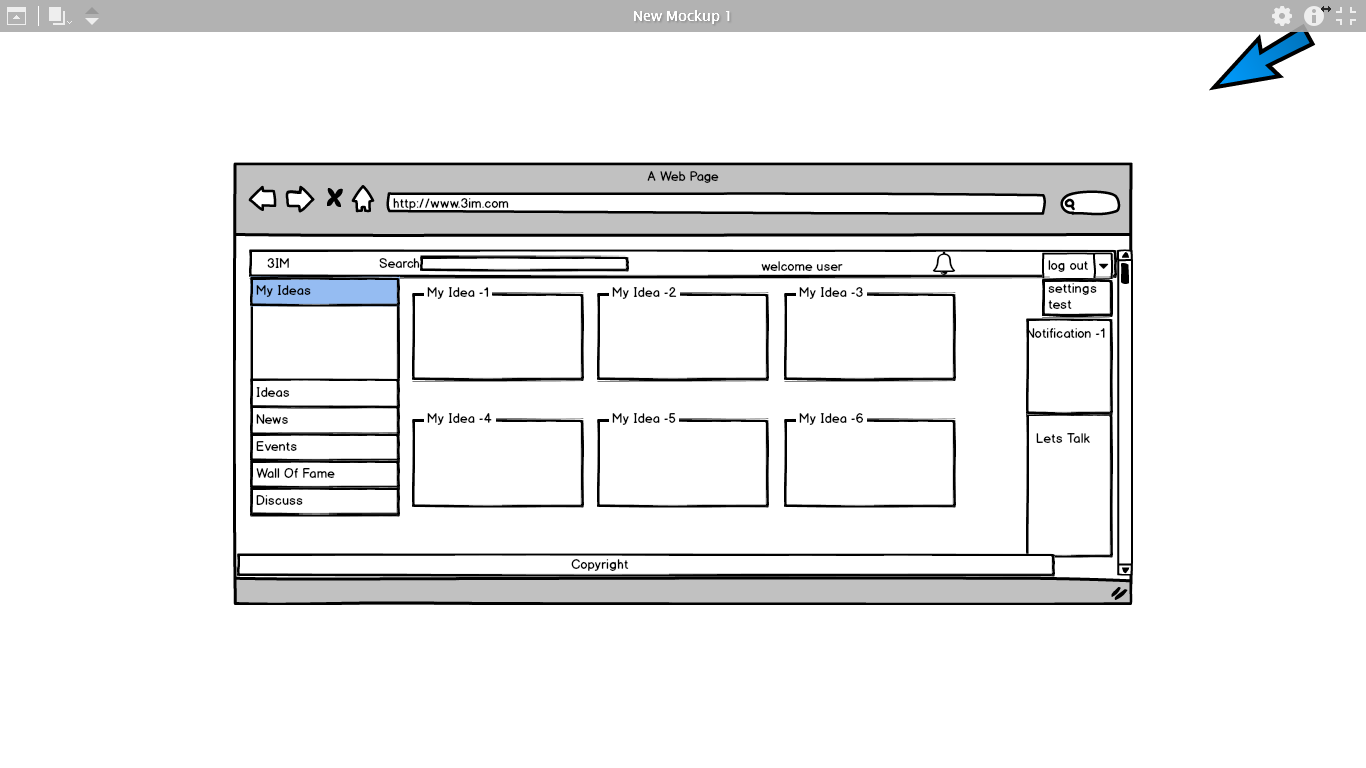 New Mockup 1
A Web Page
http://www.3im.com
3IM
Search
welcome user
log out
settings
test
My Ideas
Ideas
News
Events
Wall Of Fame
Discuss
My Idea -1
My Idea -2
My Idea -3
My Idea -4
My Idea -5
My Idea -6
Notification -1
Lets Talk
Copyright